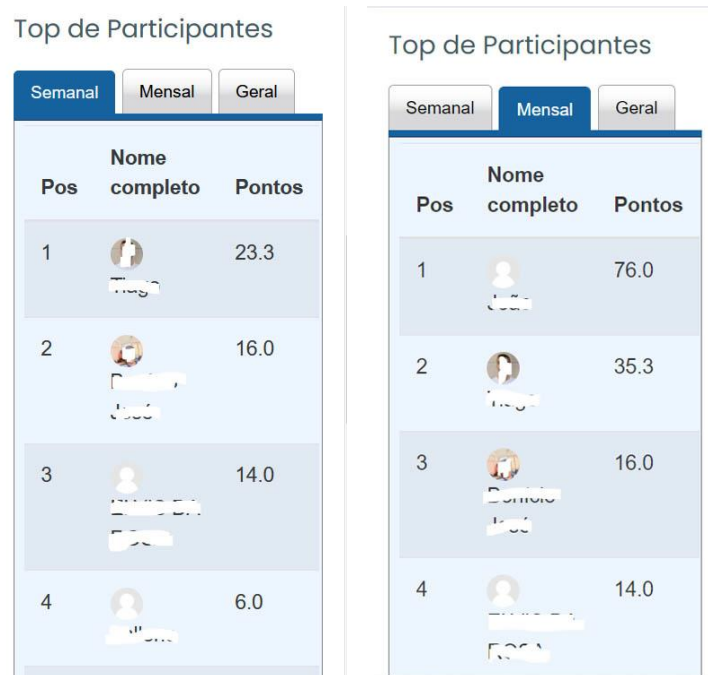 Top de Participantes
Semanal Mensal Geral
Pos Nome completo Pontos
1 23.3
2 16.0
3 14.0
4 6.0
Top de Participantes
Semanal Mensal Geral
Pos Nome completo Pontos
1 76.0
2 35.3
3 16.0
4 14.0